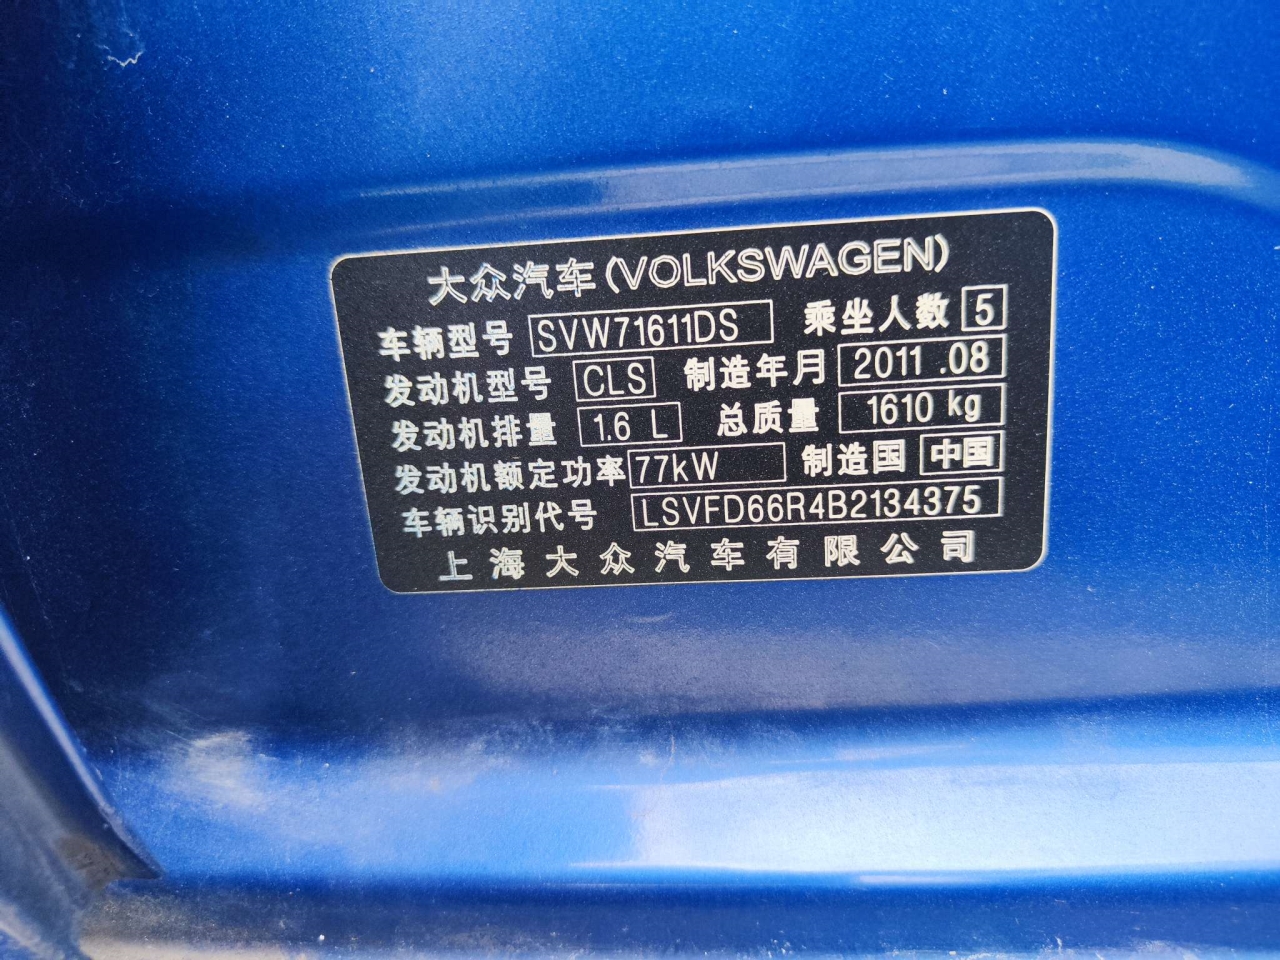 大众汽车(VOLKSWAGEN)
车辆型号 SVW71611DS 乘坐人数 5
发动机型号 CLS 制造年月 2011 .08
发动机排量 1.6 L 总质量 1610 kg
发动机额定功率 77kW 制造国 中国
车辆识别代号 LSVFD66R4B2134375
上海大众汽车有限公司